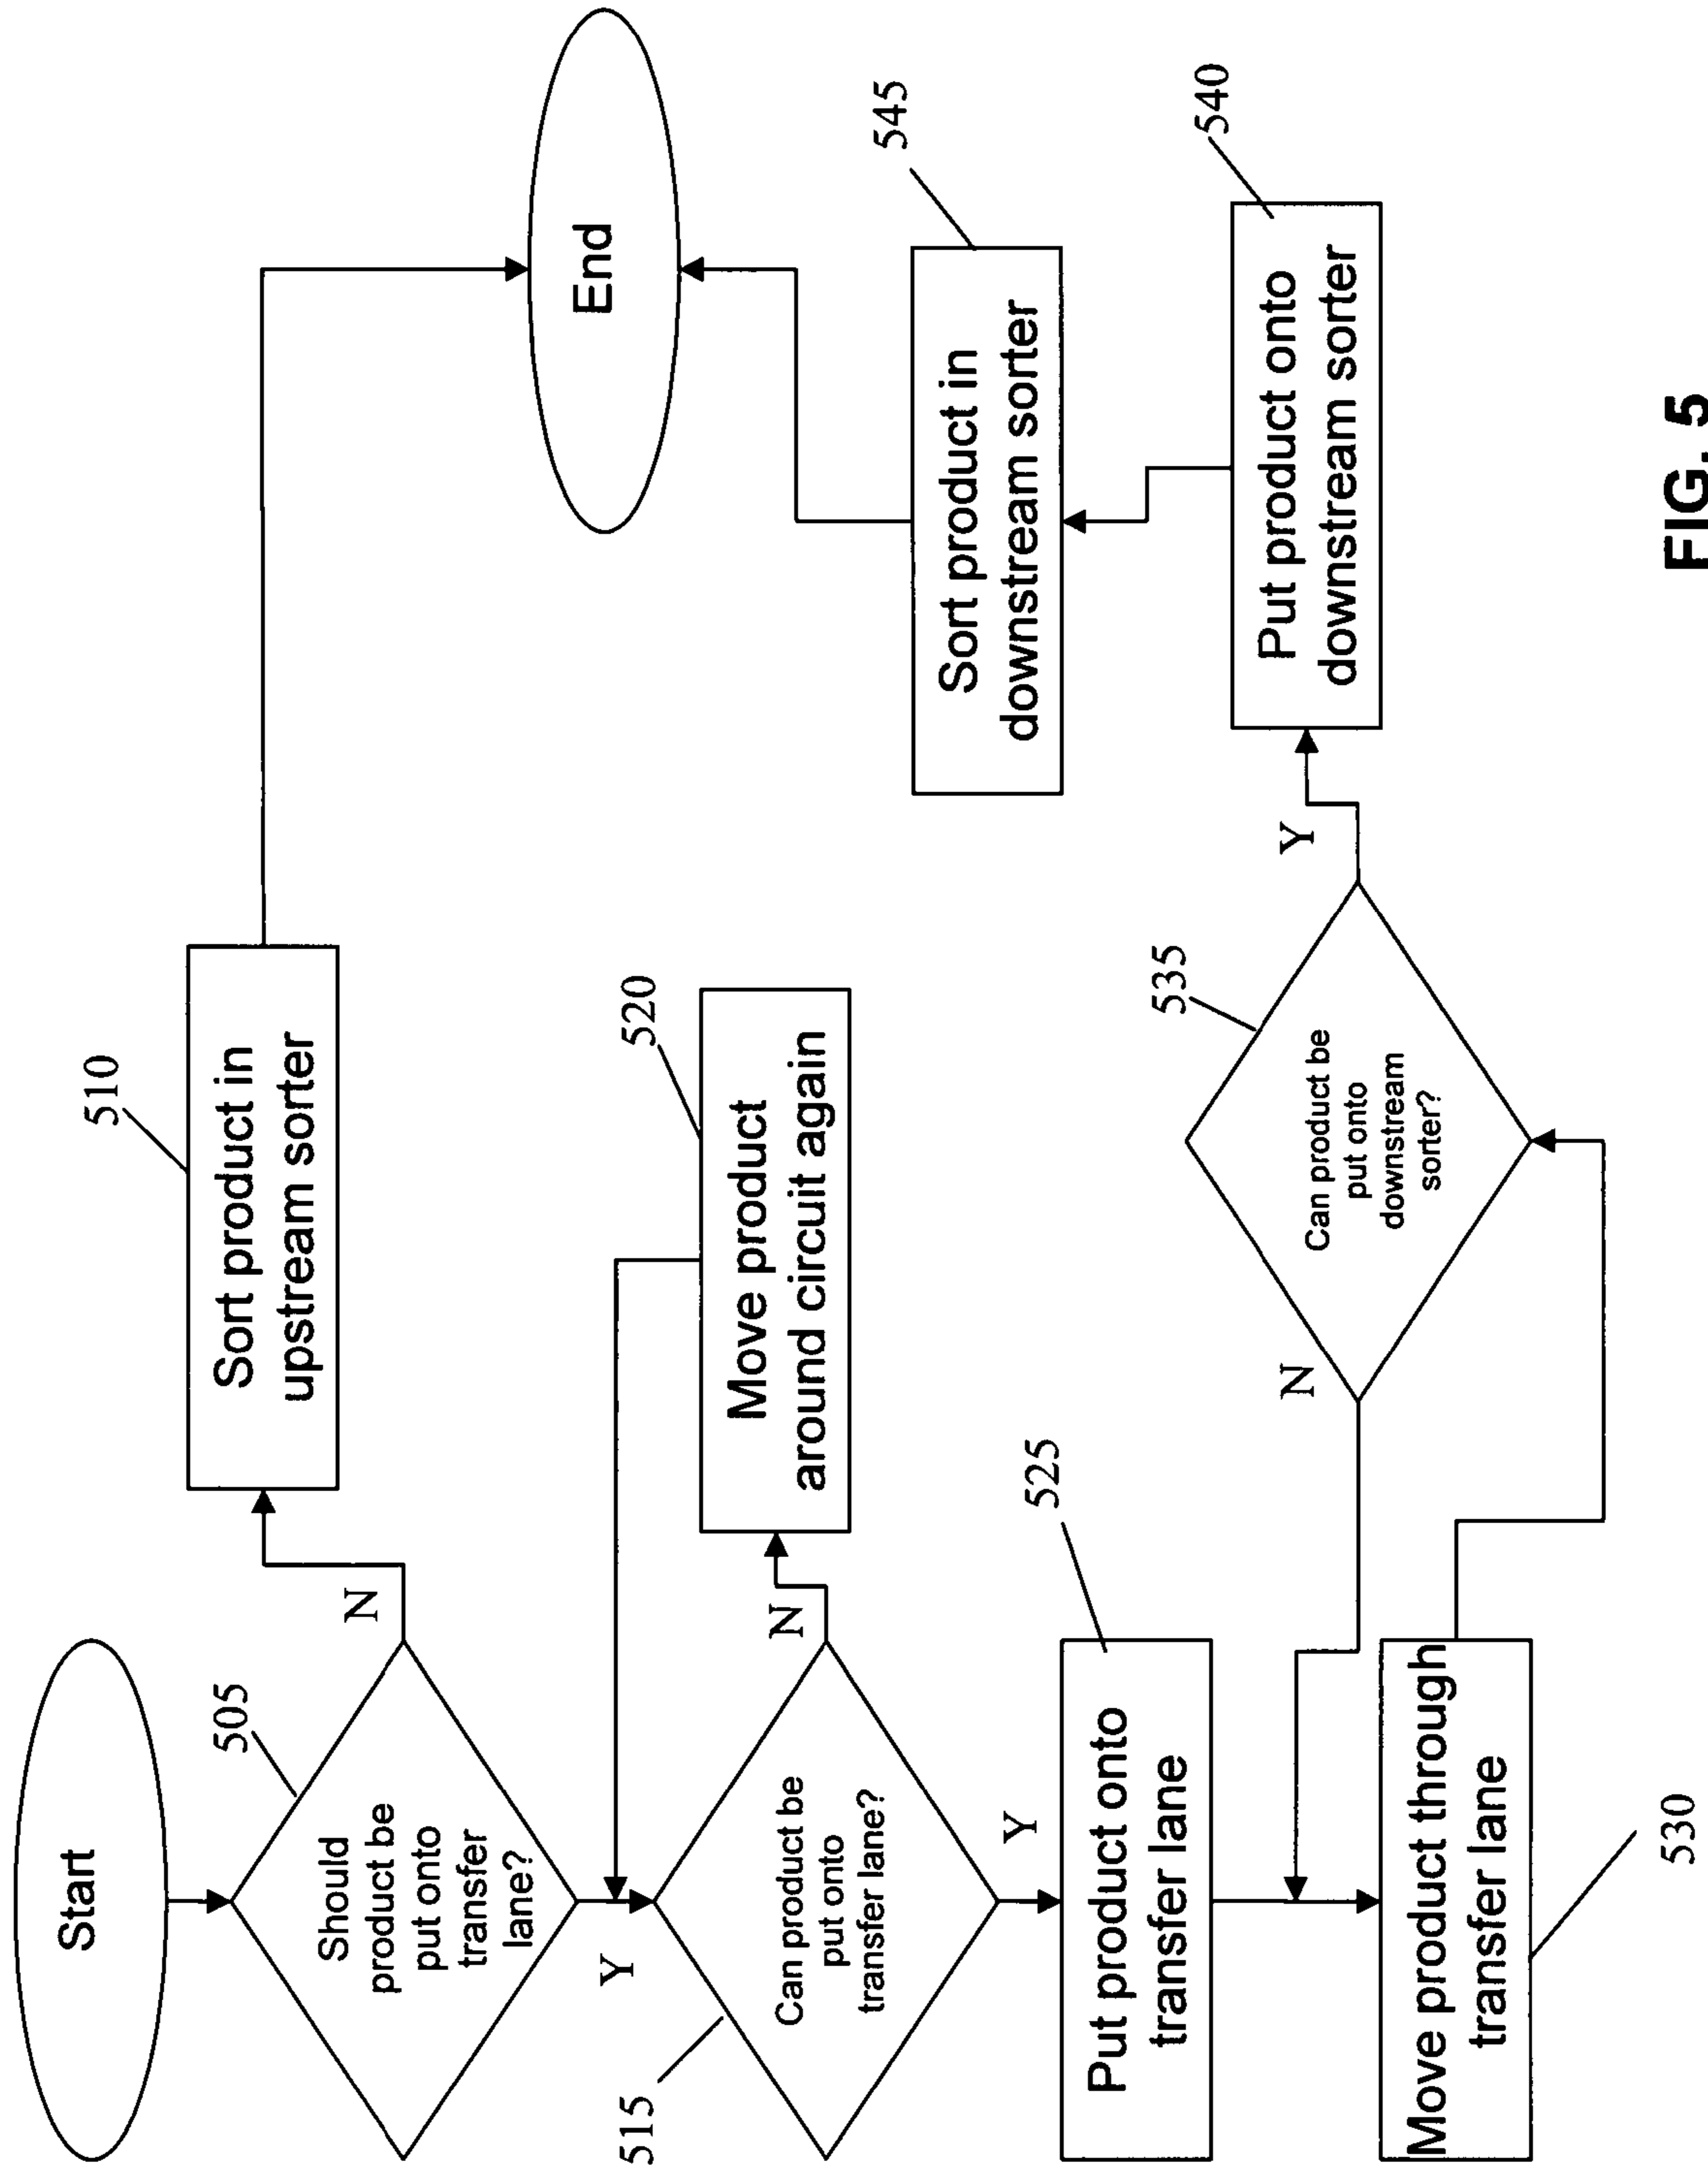 Start
505
Should
product be
put onto
transfer
lane?
N
510
Sort product in
upstream sorter
End
Y
515
Can product be
put onto
transfer lane?
N
520
Move product
around circuit again
Y
525
Put product onto
transfer lane
530
Move product through
transfer lane
535
Can product be
put onto
downstream
sorter?
N
Y
540
Put product onto
downstream sorter
545
Sort product in
downstream sorter
FIG. 5